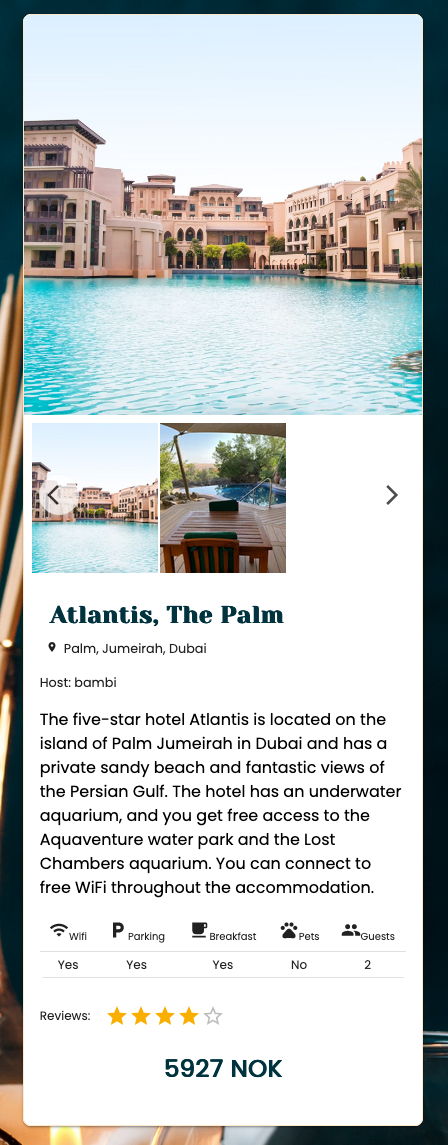 Atlantis, The Palm
Palm, Jumeirah, Dubai
Host: bambi
The five-star hotel Atlantis is located on the
island of Palm Jumeirah in Dubai and has a
private sandy beach and fantastic views of
the Persian Gulf. The hotel has an underwater
aquarium, and you get free access to the
Aquaventure water park and the Lost
Chambers aquarium. You can connect to
free WiFi throughout the accommodation.
Wifi Parking Breakfast Pets Guests
Yes Yes Yes No 2
Reviews:
5927 NOK